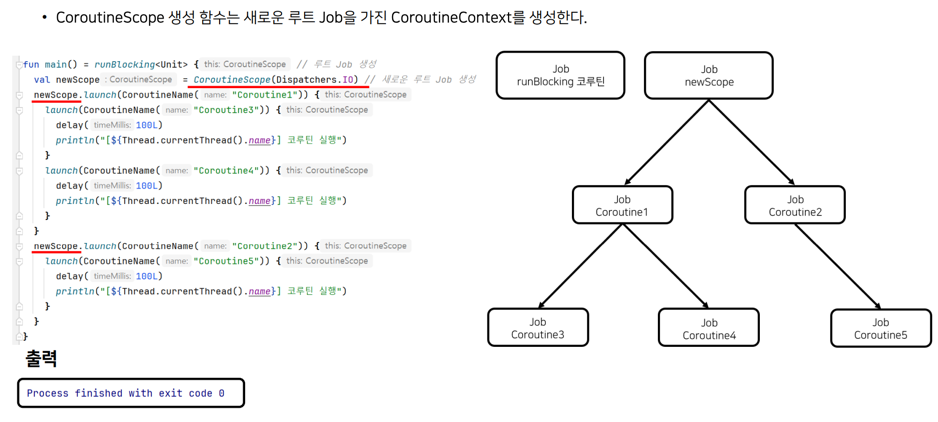 • CoroutineScope 생성 함수는 새로운 루트 Job을 가진 CoroutineContext를 생성한다.
fun main() = runBlocking<Unit> { this: CoroutineScope // 루트 Job 생성
val newScope : CoroutineScope = CoroutineScope(Dispatchers.IO) // 새로운 루트 Job 생성
newScope.launch(CoroutineName( name: "Coroutine1")) { this: CoroutineScope
launch(CoroutineName( name: "Coroutine3")) { this: CoroutineScope
delay( timeMillis: 100L)
println("[${Thread.currentThread().name}] 코루틴 실행")
}
launch(CoroutineName( name: "Coroutine4")) { this: CoroutineScope
delay( timeMillis: 100L)
println("[${Thread.currentThread().name}] 코루틴 실행")
}
}
newScope.launch(CoroutineName( name: "Coroutine2")) { this: CoroutineScope
launch(CoroutineName( name: "Coroutine5")) { this: CoroutineScope
delay( timeMillis: 100L)
println("[${Thread.currentThread().name}] 코루틴 실행")
}
}
}
출력
Process finished with exit code 0
Job
runBlocking 코루틴
Job
newScope
Job
Coroutine1
Job
Coroutine2
Job
Coroutine3
Job
Coroutine4
Job
Coroutine5